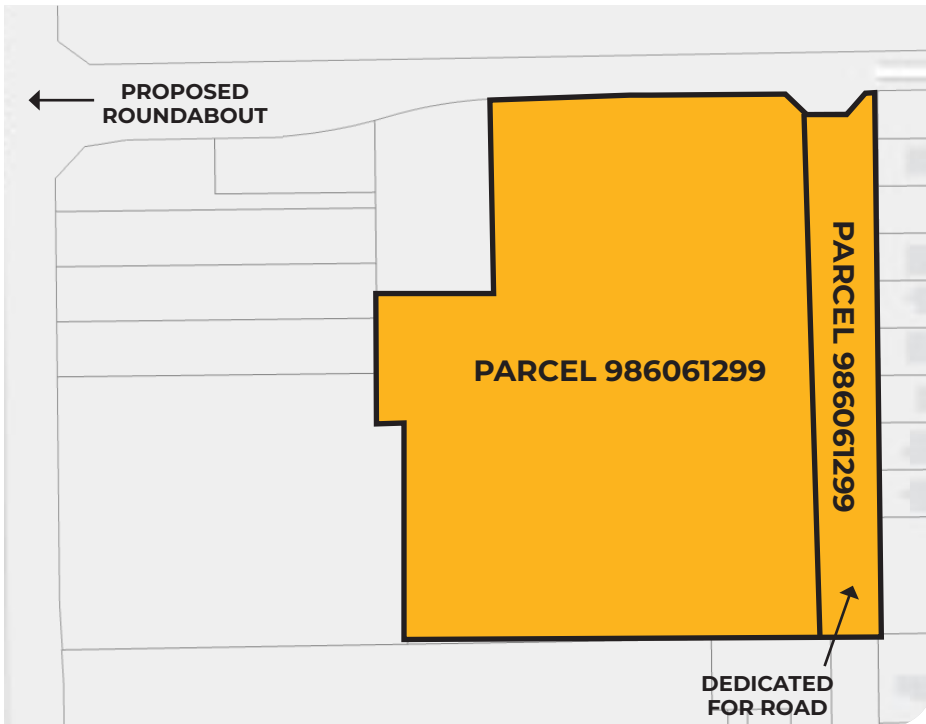 PROPOSED
ROUNDABOUT
PARCEL 986061299
PARCEL 986061299
DEDICATED
FOR ROAD